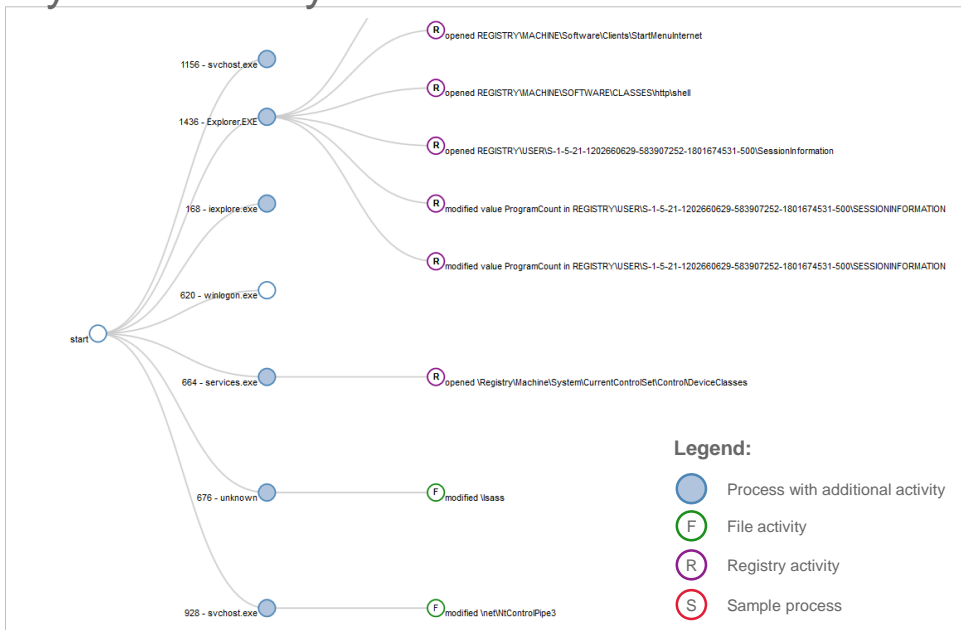 R opened REGISTRY\MACHINE\Software\Clients\StartMenuInternet
1156 - svchost.exe
R opened REGISTRY\MACHINE\SOFTWARE\CLASSES\http\shell
1436 - Explorer.EXE
R opened REGISTRY\USER\S-1-5-21-1202660629-583907252-1801674531-500\SessionInformation
168 - iexplore.exe
R modified value ProgramCount in REGISTRY\USER\S-1-5-21-1202660629-583907252-1801674531-500\SESSIONINFORMATION
R modified value ProgramCount in REGISTRY\USER\S-1-5-21-1202660629-583907252-1801674531-500\SESSIONINFORMATION
620 - winlogon.exe
start
664 - services.exe
R opened \Registry\Machine\System\CurrentControlSet\Control\DeviceClasses
676 - unknown
F modified \lsass
928 - svchost.exe
F modified \net\NtControlPipe3
Legend:
Process with additional activity
F File activity
R Registry activity
S Sample process